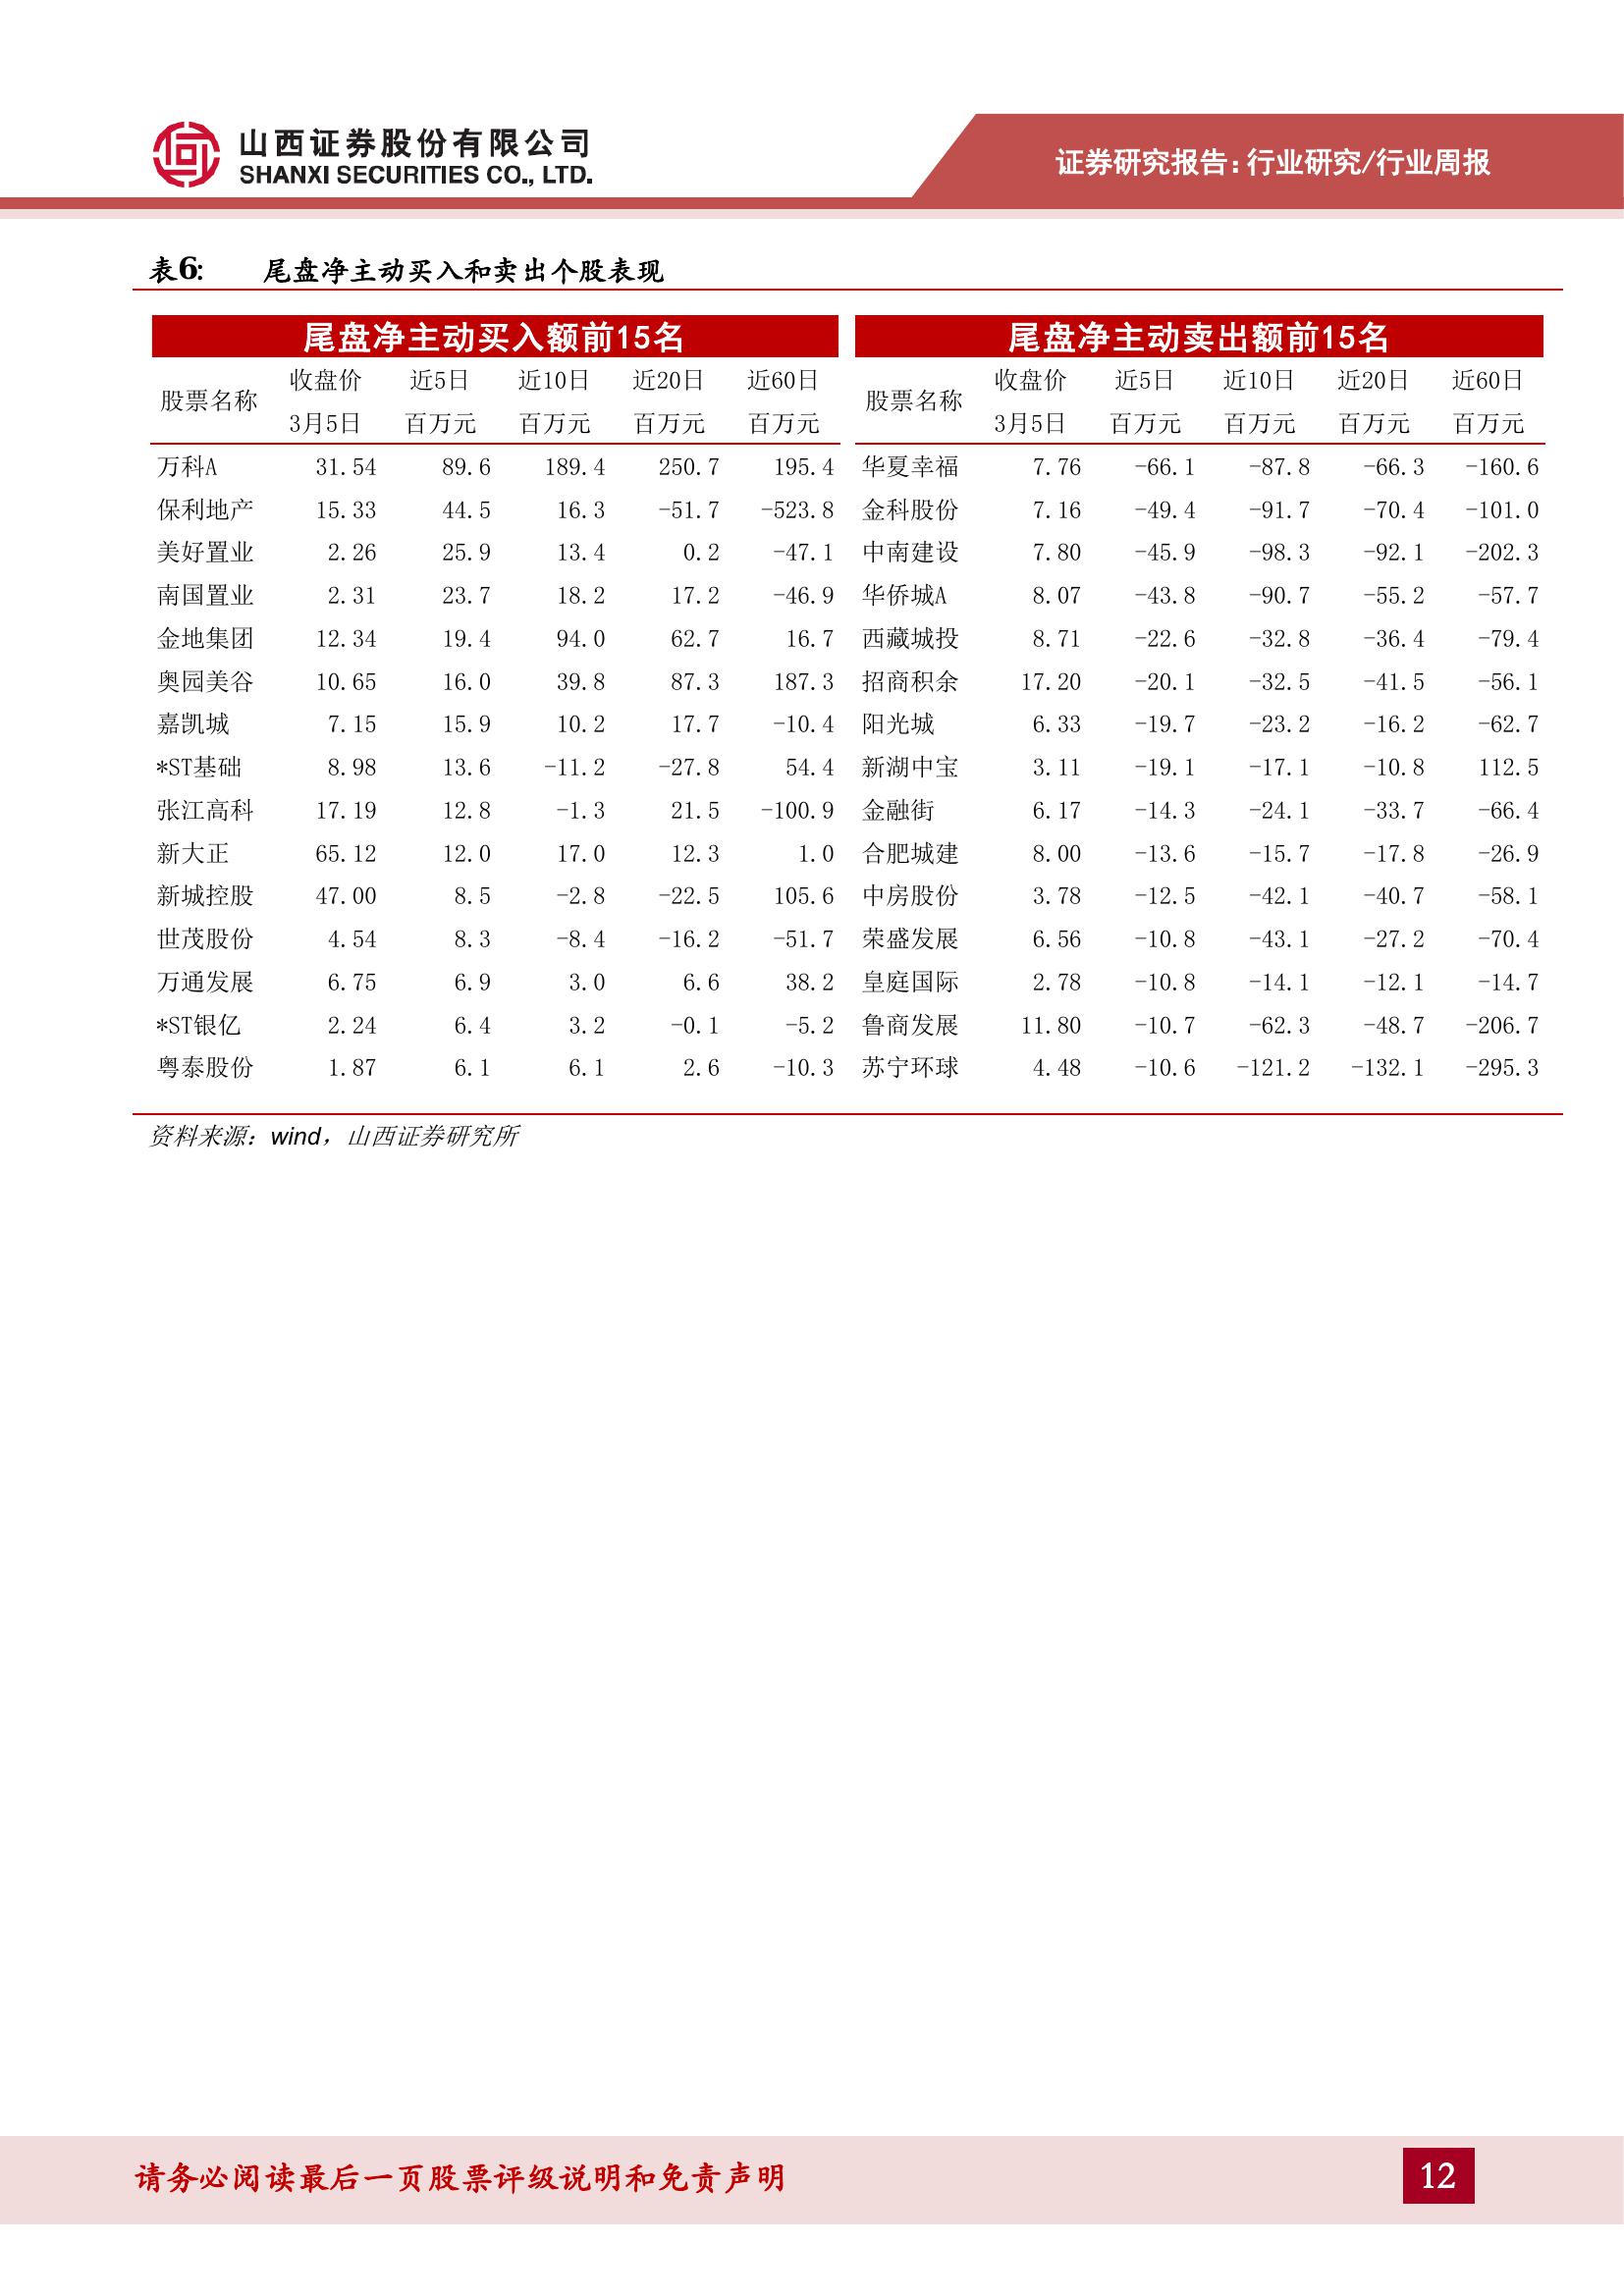 山西证券股份有限公司
SHANXI SECURITIES CO., LTD.
证券研究报告：行业研究/行业周报
表6: 尾盘净主动买入和卖出个股表现
尾盘净主动买入额前15名 尾盘净主动卖出额前15名
股票名称 收盘价 近5日 近10日 近20日 近60日 股票名称 收盘价 近5日 近10日 近20日 近60日
3月5日 百万元 百万元 百万元 百万元 3月5日 百万元 百万元 百万元 百万元
万科A 31.54 89.6 189.4 250.7 195.4 华夏幸福 7.76 -66.1 -87.8 -66.3 -160.6
保利地产 15.33 44.5 16.3 -51.7 -523.8 金科股份 7.16 -49.4 -91.7 -70.4 -101.0
美好置业 2.26 25.9 13.4 0.2 -47.1 中南建设 7.80 -45.9 -98.3 -92.1 -202.3
南国置业 2.31 23.7 18.2 17.2 -46.9 华侨城A 8.07 -43.8 -90.7 -55.2 -57.7
金地集团 12.34 19.4 94.0 62.7 16.7 西藏城投 8.71 -22.6 -32.8 -36.4 -79.4
奥园美谷 10.65 16.0 39.8 87.3 187.3 招商积余 17.20 -20.1 -32.5 -41.5 -56.1
嘉凯城 7.15 15.9 10.2 17.7 -10.4 阳光城 6.33 -19.7 -23.2 -16.2 -62.7
*ST基础 8.98 13.6 -11.2 -27.8 54.4 新湖中宝 3.11 -19.1 -17.1 -10.8 112.5
张江高科 17.19 12.8 -1.3 21.5 -100.9 金融街 6.17 -14.3 -24.1 -33.7 -66.4
新大正 65.12 12.0 17.0 12.3 1.0 合肥城建 8.00 -13.6 -15.7 -17.8 -26.9
新城控股 47.00 8.5 -2.8 -22.5 105.6 中房股份 3.78 -12.5 -42.1 -40.7 -58.1
世茂股份 4.54 8.3 -8.4 -16.2 -51.7 荣盛发展 6.56 -10.8 -43.1 -27.2 -70.4
万通发展 6.75 6.9 3.0 6.6 38.2 皇庭国际 2.78 -10.8 -14.1 -12.1 -14.7
*ST银亿 2.24 6.4 3.2 -0.1 -5.2 鲁商发展 11.80 -10.7 -62.3 -48.7 -206.7
粤泰股份 1.87 6.1 6.1 2.6 -10.3 苏宁环球 4.48 -10.6 -121.2 -132.1 -295.3
资料来源：wind，山西证券研究所
请务必阅读最后一页股票评级说明和免责声明 12